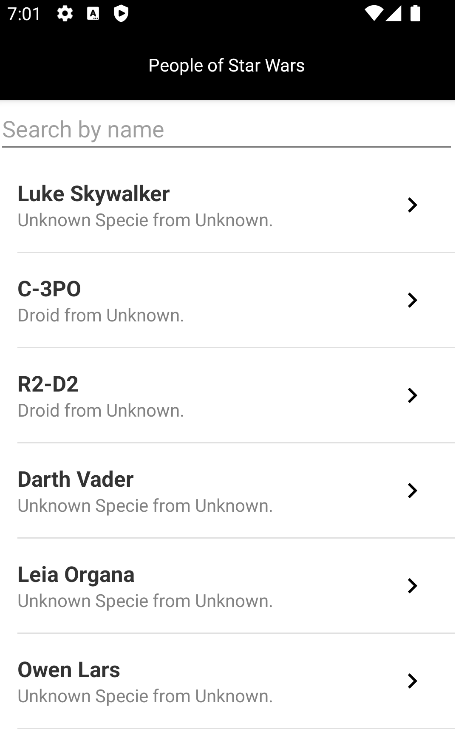 7:01
People of Star Wars
Search by name
Luke Skywalker
Unknown Specie from Unknown.
C-3PO
Droid from Unknown.
R2-D2
Droid from Unknown.
Darth Vader
Unknown Specie from Unknown.
Leia Organa
Unknown Specie from Unknown.
Owen Lars
Unknown Specie from Unknown.